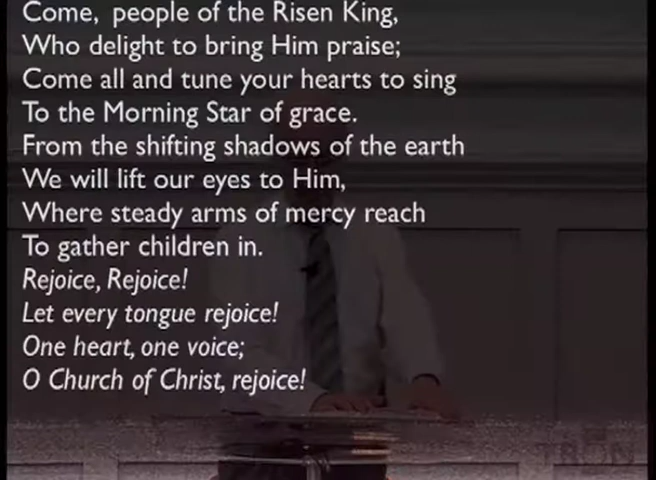 Come, people of the Risen King,
Who delight to bring Him praise;
Come all and tune your hearts to sing
To the Morning Star of grace.
From the shifting shadows of the earth
We will lift our eyes to Him,
Where steady arms of mercy reach
To gather children in.
Rejoice, Rejoice!
Let every tongue rejoice!
One heart, one voice;
O Church of Christ, rejoice!
TRON